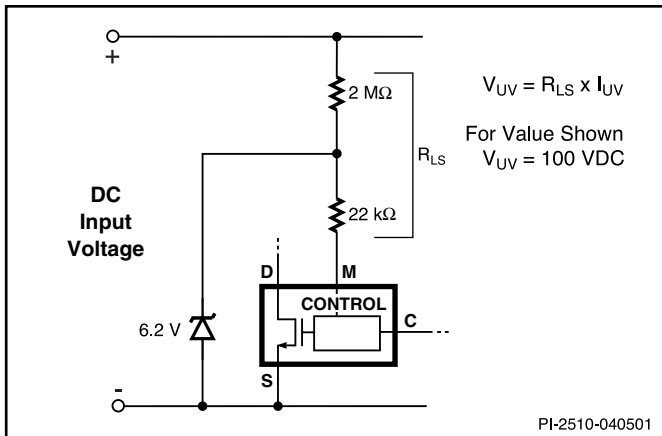 +
2 MΩ
V_UV = R_LS x I_UV
For Value Shown
V_UV = 100 VDC
R_LS
DC
Input
Voltage
22 kΩ
D
M
CONTROL
C
6.2 V
S
-
PI-2510-040501